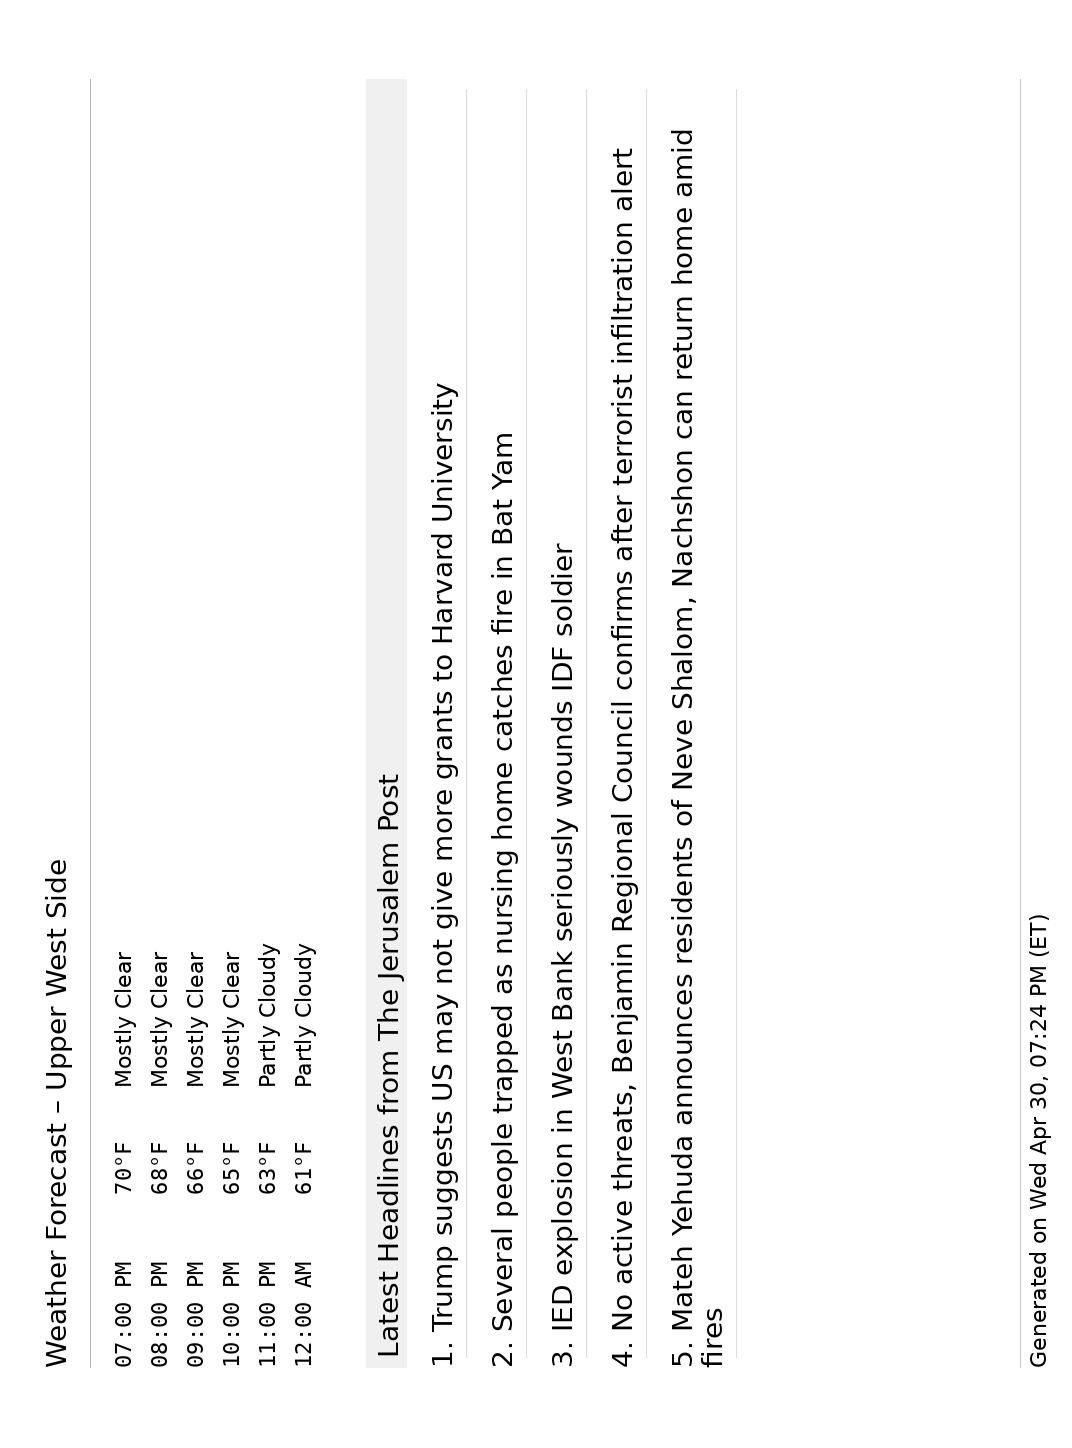 Weather Forecast – Upper West Side
07:00 PM 70°F Mostly Clear
08:00 PM 68°F Mostly Clear
09:00 PM 66°F Mostly Clear
10:00 PM 65°F Mostly Clear
11:00 PM 63°F Partly Cloudy
12:00 AM 61°F Partly Cloudy
Latest Headlines from The Jerusalem Post
1. Trump suggests US may not give more grants to Harvard University
2. Several people trapped as nursing home catches fire in Bat Yam
3. IED explosion in West Bank seriously wounds IDF soldier
4. No active threats, Benjamin Regional Council confirms after terrorist infiltration alert
5. Mateh Yehuda announces residents of Neve Shalom, Nachshon can return home amid
fires
Generated on Wed Apr 30, 07:24 PM (ET)